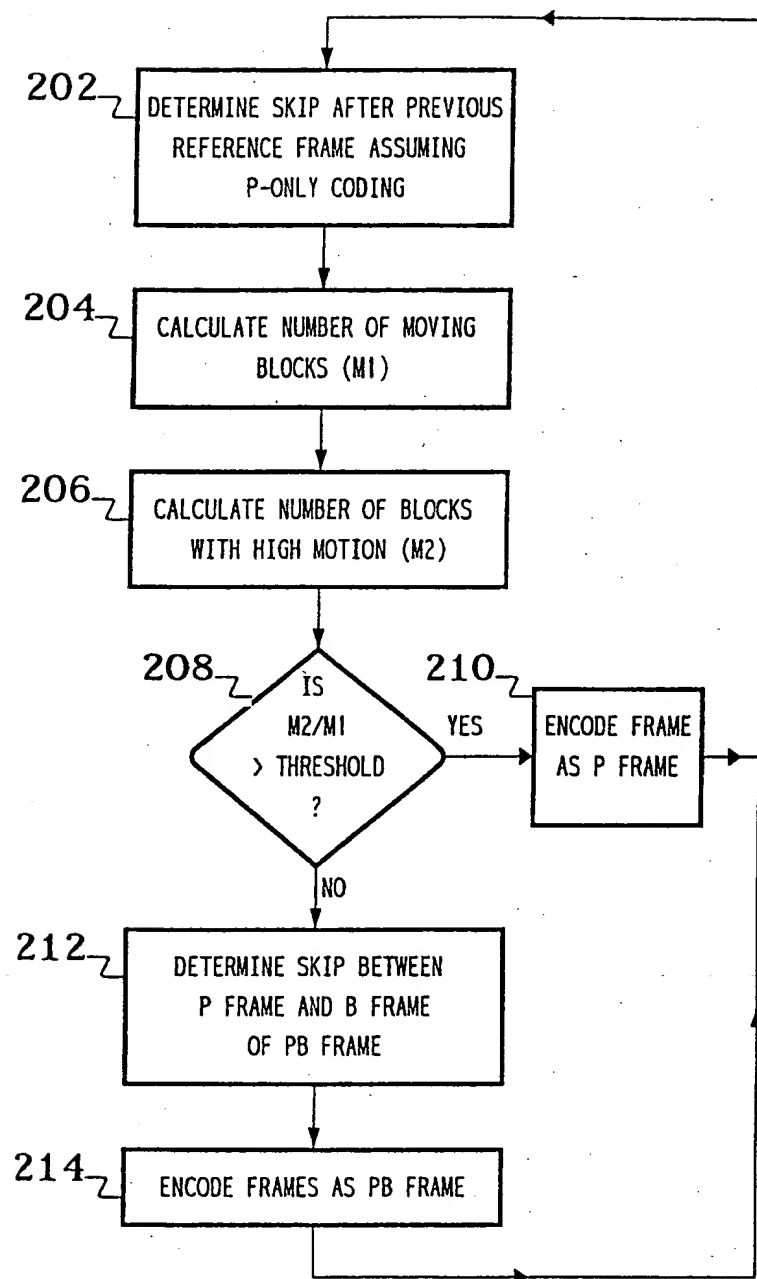 202
DETERMINE SKIP AFTER PREVIOUS
REFERENCE FRAME ASSUMING
P-ONLY CODING
204
CALCULATE NUMBER OF MOVING
BLOCKS (M1)
206
CALCULATE NUMBER OF BLOCKS
WITH HIGH MOTION (M2)
208
IS
M2/M1
> THRESHOLD
?
YES
210
ENCODE FRAME
AS P FRAME
NO
212
DETERMINE SKIP BETWEEN
P FRAME AND B FRAME
OF PB FRAME
214
ENCODE FRAMES AS PB FRAME